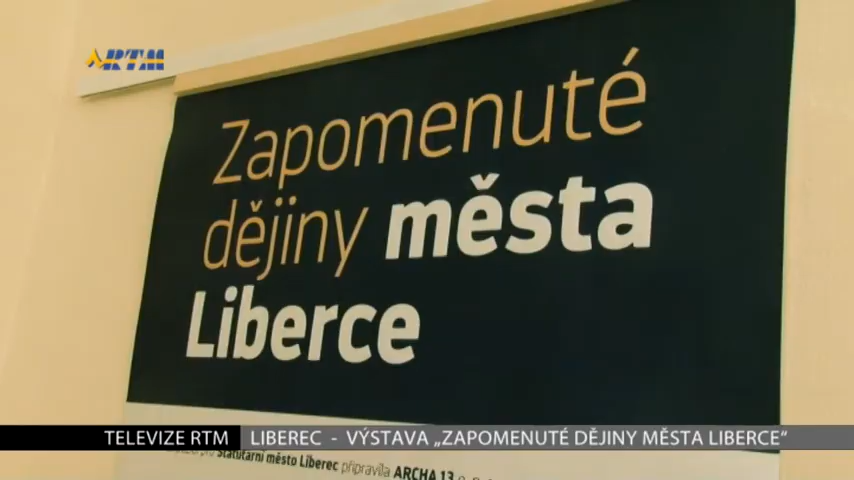 RTM
Zapomenuté
dějiny města
Liberce
TELEVIZE RTM LIBEREC - VÝSTAVA „ZAPOMENUTÉ DĚJINY MĚSTA LIBERCE“
Statutární město Liberec připravila ARCHA 13